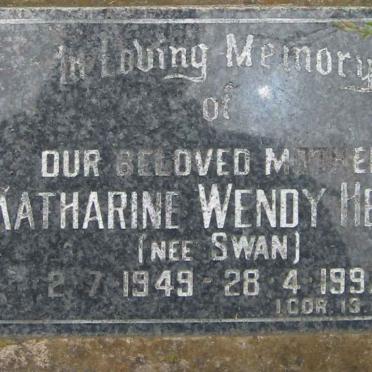 In Loving Memory
of
OUR BELOVED MOTHER
KATHARINE WENDY HE
(NEE SWAN)
2·7·1949 - 28·4·199
1 COR. 13.